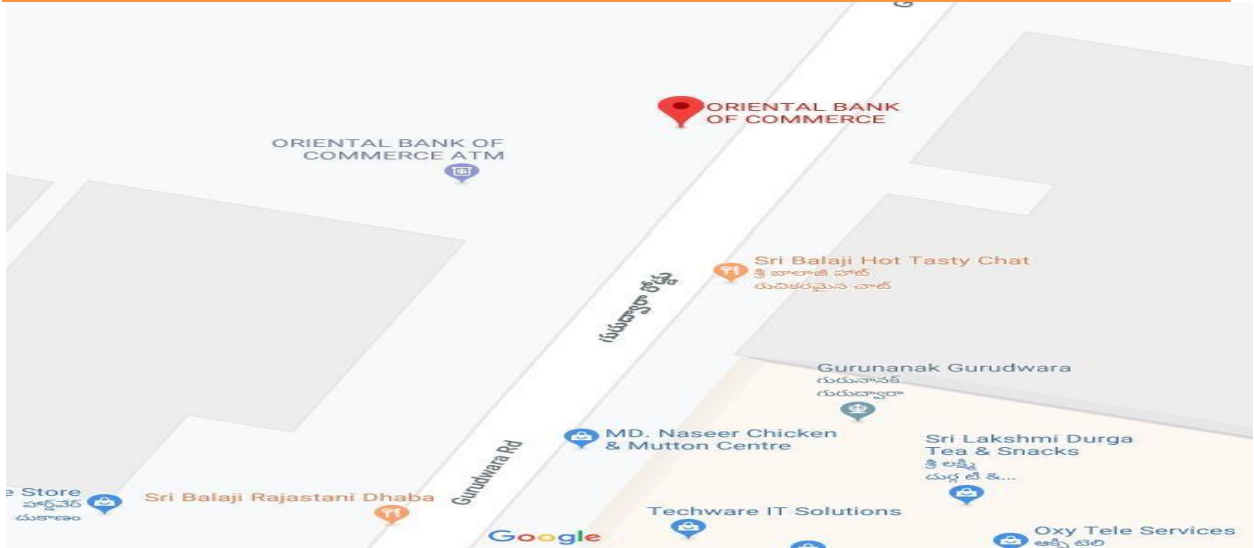 ORIENTAL BANK
OF COMMERCE
ORIENTAL BANK OF
COMMERCE ATM
Sri Balaji Hot Tasty Chat
శ్రీ బాలాజీ హాట్
రుచికరమైన చాట్
గురుద్వారా రోడ్డు
Gurunanak Gurudwara
గురునానక్
గురుద్వారా
MD. Naseer Chicken
& Mutton Centre
Sri Lakshmi Durga
Tea & Snacks
శ్రీ లక్ష్మీ
దుర్గ టీ &...
Gurudwara Rd
e Store
హార్డ్‌వేర్
దుకాణం
Sri Balaji Rajastani Dhaba
Techware IT Solutions
Google
Oxy Tele Services
ఆక్సీ టెలి